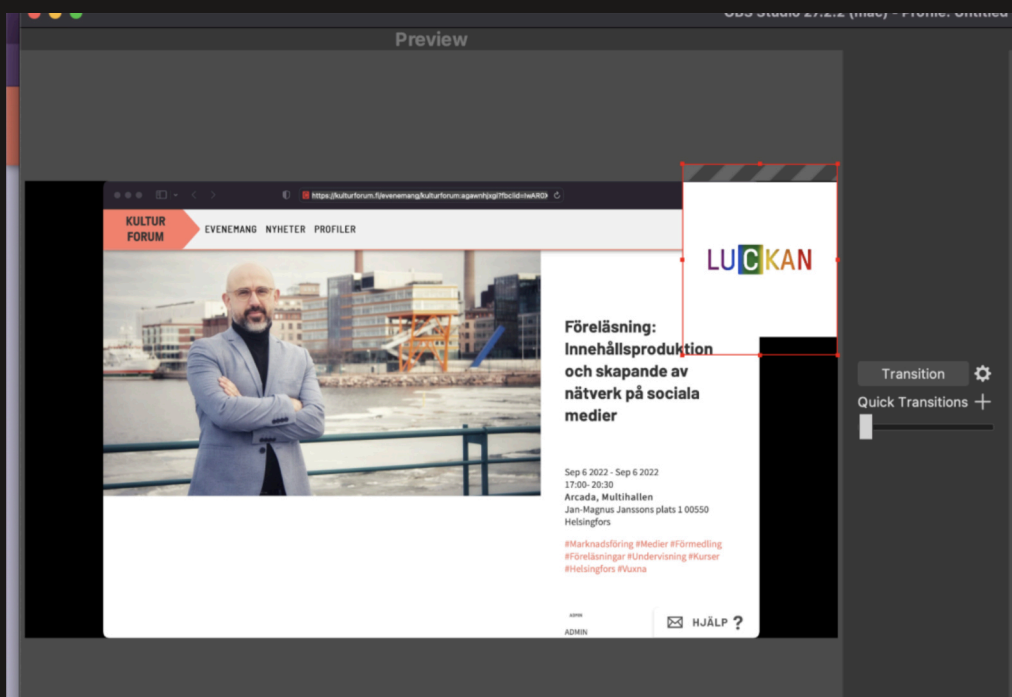 OBS Studio 27.2.2 (mac) - Profile: Untitled
Preview
https://kulturforum.fi/evenemang/kulturforum:agawnhjxgi?fbclid=IwAR0
KULTUR
FORUM
EVENEMANG NYHETER PROFILER
LUCKAN
Föreläsning:
Innehållsproduktion
och skapande av
nätverk på sociala
medier
Transition
Quick Transitions
Sep 6 2022 - Sep 6 2022
17:00- 20:30
Arcada, Multihallen
Jan-Magnus Janssons plats 1 00550
Helsingfors
#Marknadsföring #Medier #Förmedling
#Föreläsningar #Undervisning #Kurser
#Helsingfors #Vuxna
ADMIN
ADMIN
HJÄLP ?